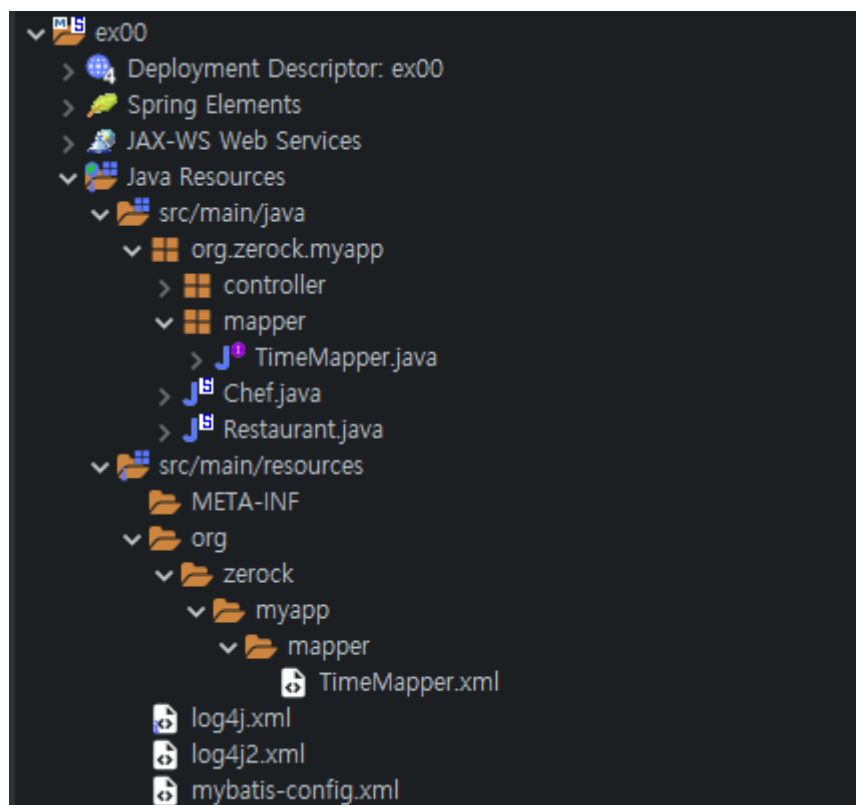 ex00
Deployment Descriptor: ex00
Spring Elements
JAX-WS Web Services
Java Resources
src/main/java
org.zerock.myapp
controller
mapper
TimeMapper.java
Chef.java
Restaurant.java
src/main/resources
META-INF
org
zerock
myapp
mapper
TimeMapper.xml
log4j.xml
log4j2.xml
mybatis-config.xml